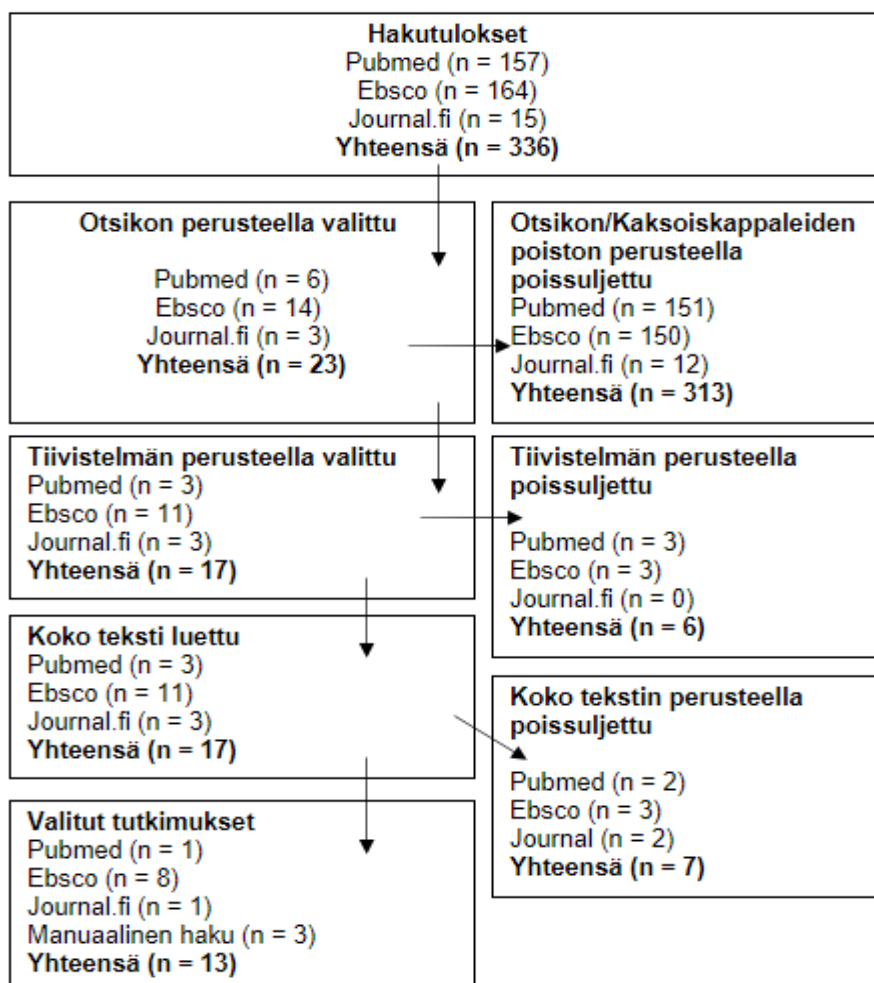 Hakutulokset
Pubmed (n = 157)
Ebsco (n = 164)
Journal.fi (n = 15)
Yhteensä (n = 336)
Otsikon perusteella valittu
Pubmed (n = 6)
Ebsco (n = 14)
Journal.fi (n = 3)
Yhteensä (n = 23)
Otsikon/Kaksoiskappaleiden
poiston perusteella
poissuljettu
Pubmed (n = 151)
Ebsco (n = 150)
Journal.fi (n = 12)
Yhteensä (n = 313)
Tiivistelmän perusteella valittu
Pubmed (n = 3)
Ebsco (n = 11)
Journal.fi (n = 3)
Yhteensä (n = 17)
Tiivistelmän perusteella
poissuljettu
Pubmed (n = 3)
Ebsco (n = 3)
Journal.fi (n = 0)
Yhteensä (n = 6)
Koko teksti luettu
Pubmed (n = 3)
Ebsco (n = 11)
Journal.fi (n = 3)
Yhteensä (n = 17)
Koko tekstin perusteella
poissuljettu
Pubmed (n = 2)
Ebsco (n = 3)
Journal (n = 2)
Yhteensä (n = 7)
Valitut tutkimukset
Pubmed (n = 1)
Ebsco (n = 8)
Journal.fi (n = 1)
Manuaalinen haku (n = 3)
Yhteensä (n = 13)